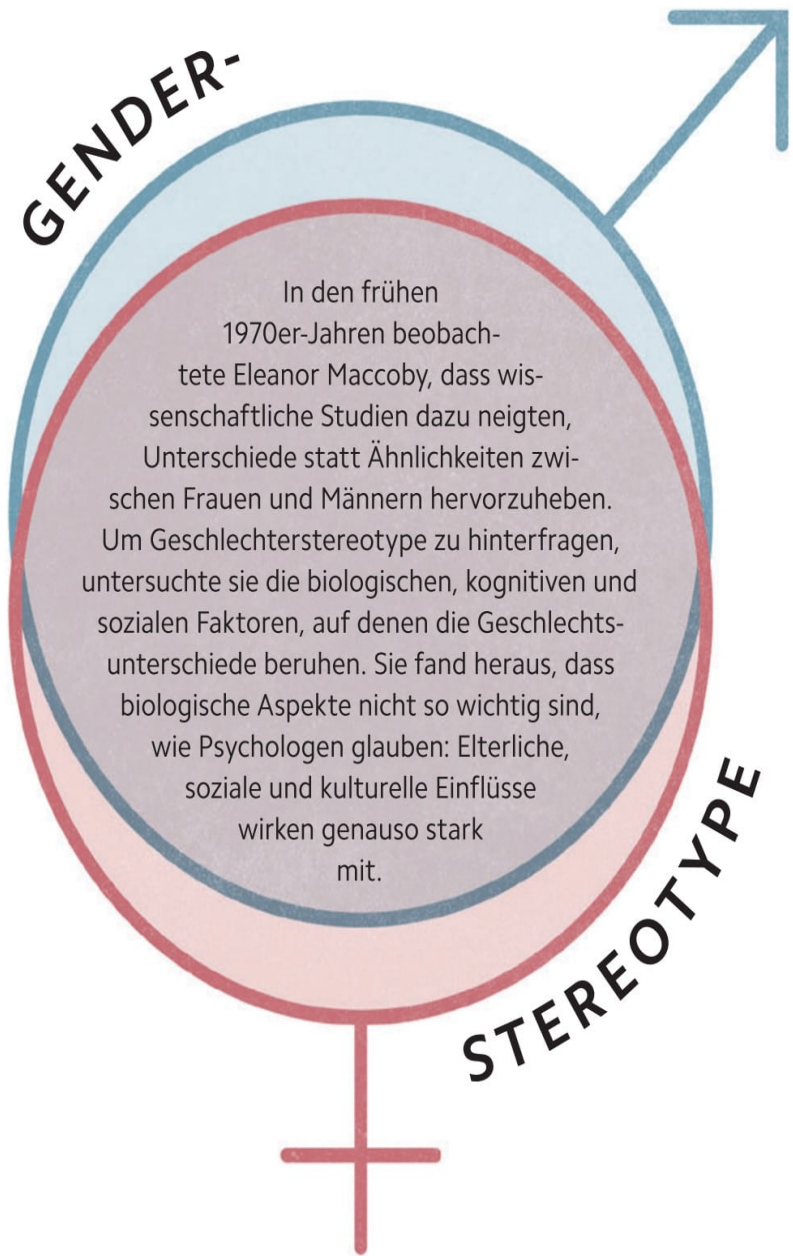 GENDER-
In den frühen
1970er-Jahren beobach-
tete Eleanor Maccoby, dass wis-
senschaftliche Studien dazu neigten,
Unterschiede statt Ähnlichkeiten zwi-
schen Frauen und Männern hervorzuheben.
Um Geschlechterstereotype zu hinterfragen,
untersuchte sie die biologischen, kognitiven und
sozialen Faktoren, auf denen die Geschlechts-
unterschiede beruhen. Sie fand heraus, dass
biologische Aspekte nicht so wichtig sind,
wie Psychologen glauben: Elterliche,
soziale und kulturelle Einflüsse
wirken genauso stark
mit.
STEREOTYPE